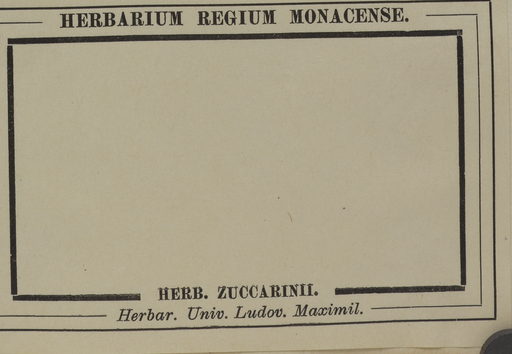 HERBARIUM REGIUM MONACENSE.
HERB. ZUCCARINII.
Herbar. Univ. Ludov. Maximil.